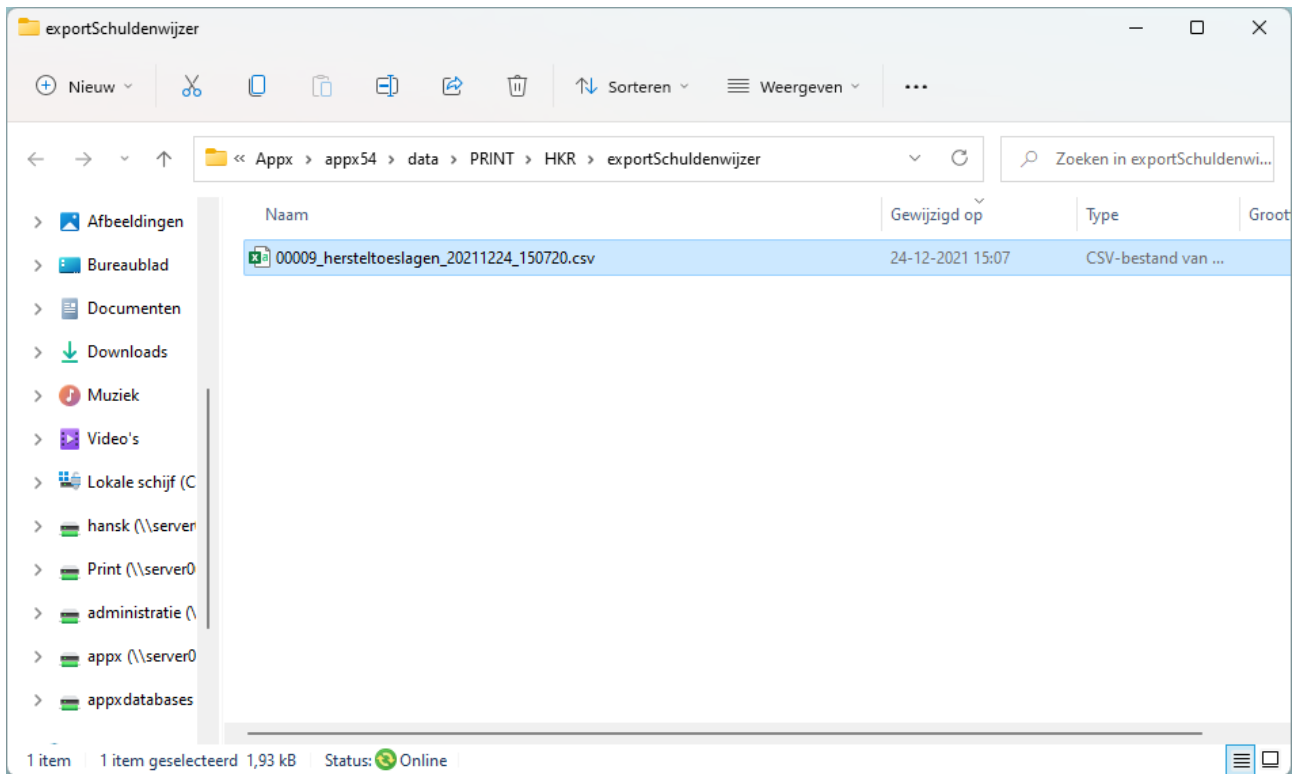 exportSchuldenwijzer
Nieuw Sorteren Weergeven
« Appx > appx54 > data > PRINT > HKR > exportSchuldenwijzer Zoeken in exportSchuldenwi...
Naam Gewijzigd op Type Groot
Afbeeldingen
00009_hersteltoeslagen_20211224_150720.csv 24-12-2021 15:07 CSV-bestand van ...
Bureaublad
Documenten
Downloads
Muziek
Video's
Lokale schijf (C
hansk (\\server
Print (\\server0
administratie (\
appx (\\server0
appxdatabases
1 item 1 item geselecteerd 1,93 kB Status: Online